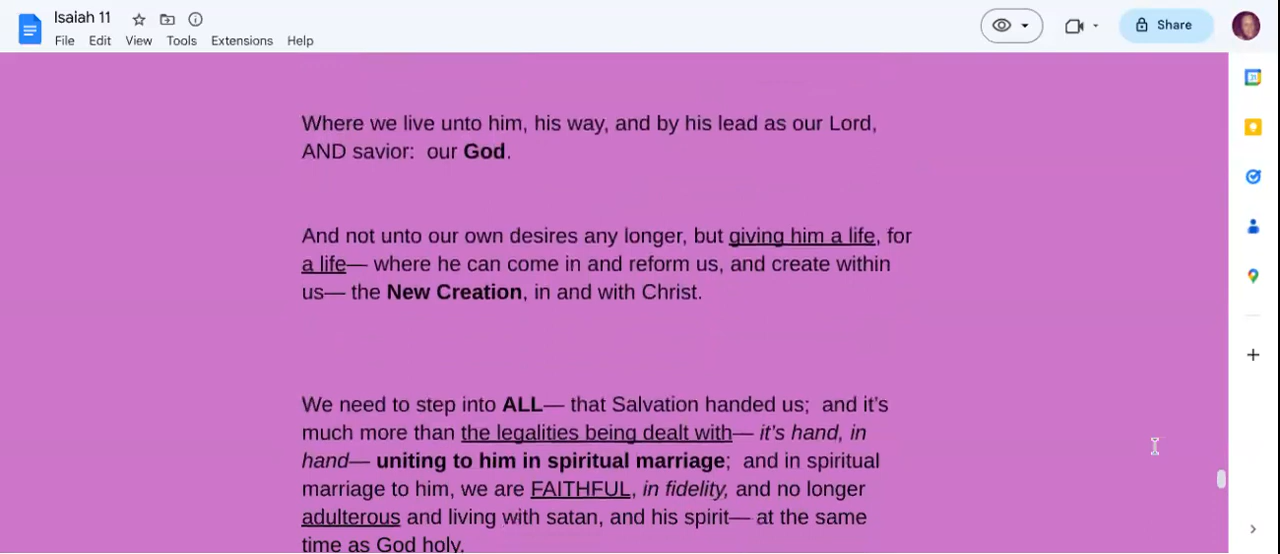 Isaiah 11
File Edit View Tools Extensions Help
Share
31
Where we live unto him, his way, and by his lead as our Lord,
AND savior:  our God.
And not unto our own desires any longer, but giving him a life, for
a life— where he can come in and reform us, and create within
us— the New Creation, in and with Christ.
We need to step into ALL— that Salvation handed us;  and it's
much more than the legalities being dealt with— it's hand, in
hand— uniting to him in spiritual marriage;  and in spiritual
marriage to him, we are FAITHFUL, in fidelity, and no longer
adulterous and living with satan, and his spirit— at the same
time as God holy.